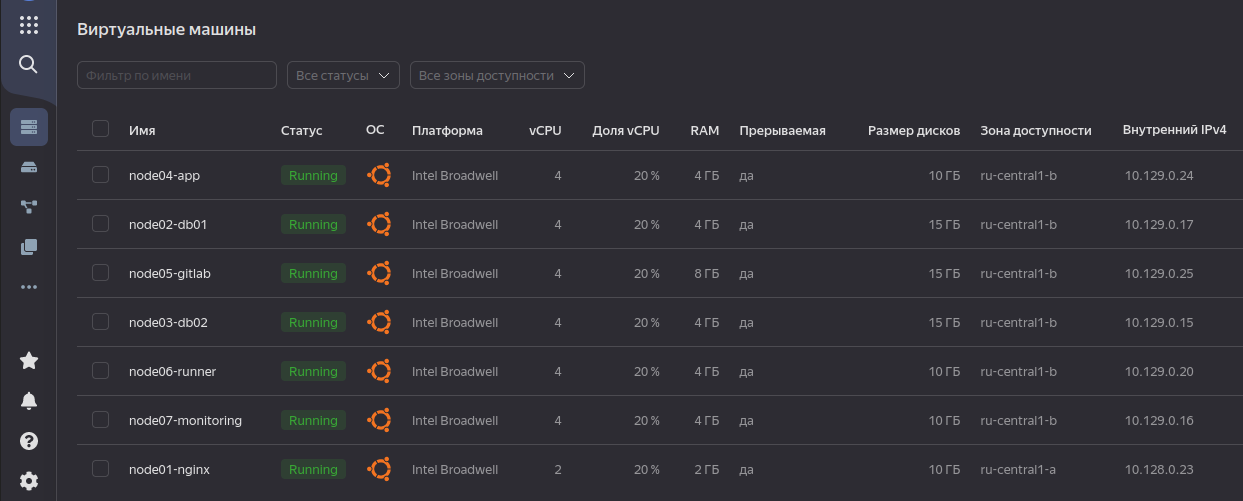 Виртуальные машины
Фильтр по имени Все статусы Все зоны доступности
Имя Статус ОС Платформа vCPU Доля vCPU RAM Прерываемая Размер дисков Зона доступности Внутренний IPv4
node04-app Running Intel Broadwell 4 20 % 4 ГБ да 10 ГБ ru-central1-b 10.129.0.24
node02-db01 Running Intel Broadwell 4 20 % 4 ГБ да 15 ГБ ru-central1-b 10.129.0.17
node05-gitlab Running Intel Broadwell 4 20 % 8 ГБ да 15 ГБ ru-central1-b 10.129.0.25
node03-db02 Running Intel Broadwell 4 20 % 4 ГБ да 15 ГБ ru-central1-b 10.129.0.15
node06-runner Running Intel Broadwell 4 20 % 4 ГБ да 10 ГБ ru-central1-b 10.129.0.20
node07-monitoring Running Intel Broadwell 4 20 % 4 ГБ да 10 ГБ ru-central1-b 10.129.0.16
node01-nginx Running Intel Broadwell 2 20 % 2 ГБ да 10 ГБ ru-central1-a 10.128.0.23